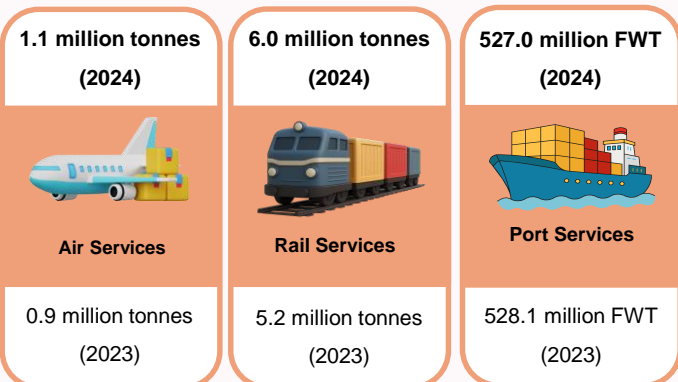 1.1 million tonnes
(2024)
Air Services
0.9 million tonnes
(2023)
6.0 million tonnes
(2024)
Rail Services
5.2 million tonnes
(2023)
527.0 million FWT
(2024)
Port Services
528.1 million FWT
(2023)